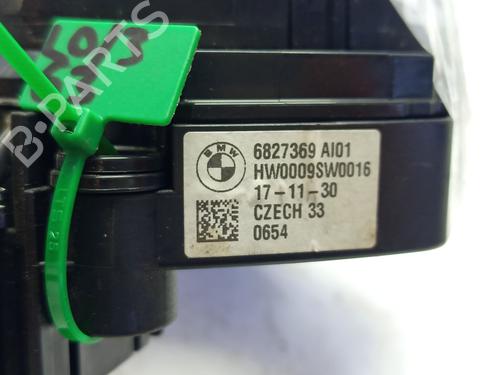 BMW
6827369 AI01
HW0009SW0016
17-11-30
CZECH 33
0654
B-PARTS